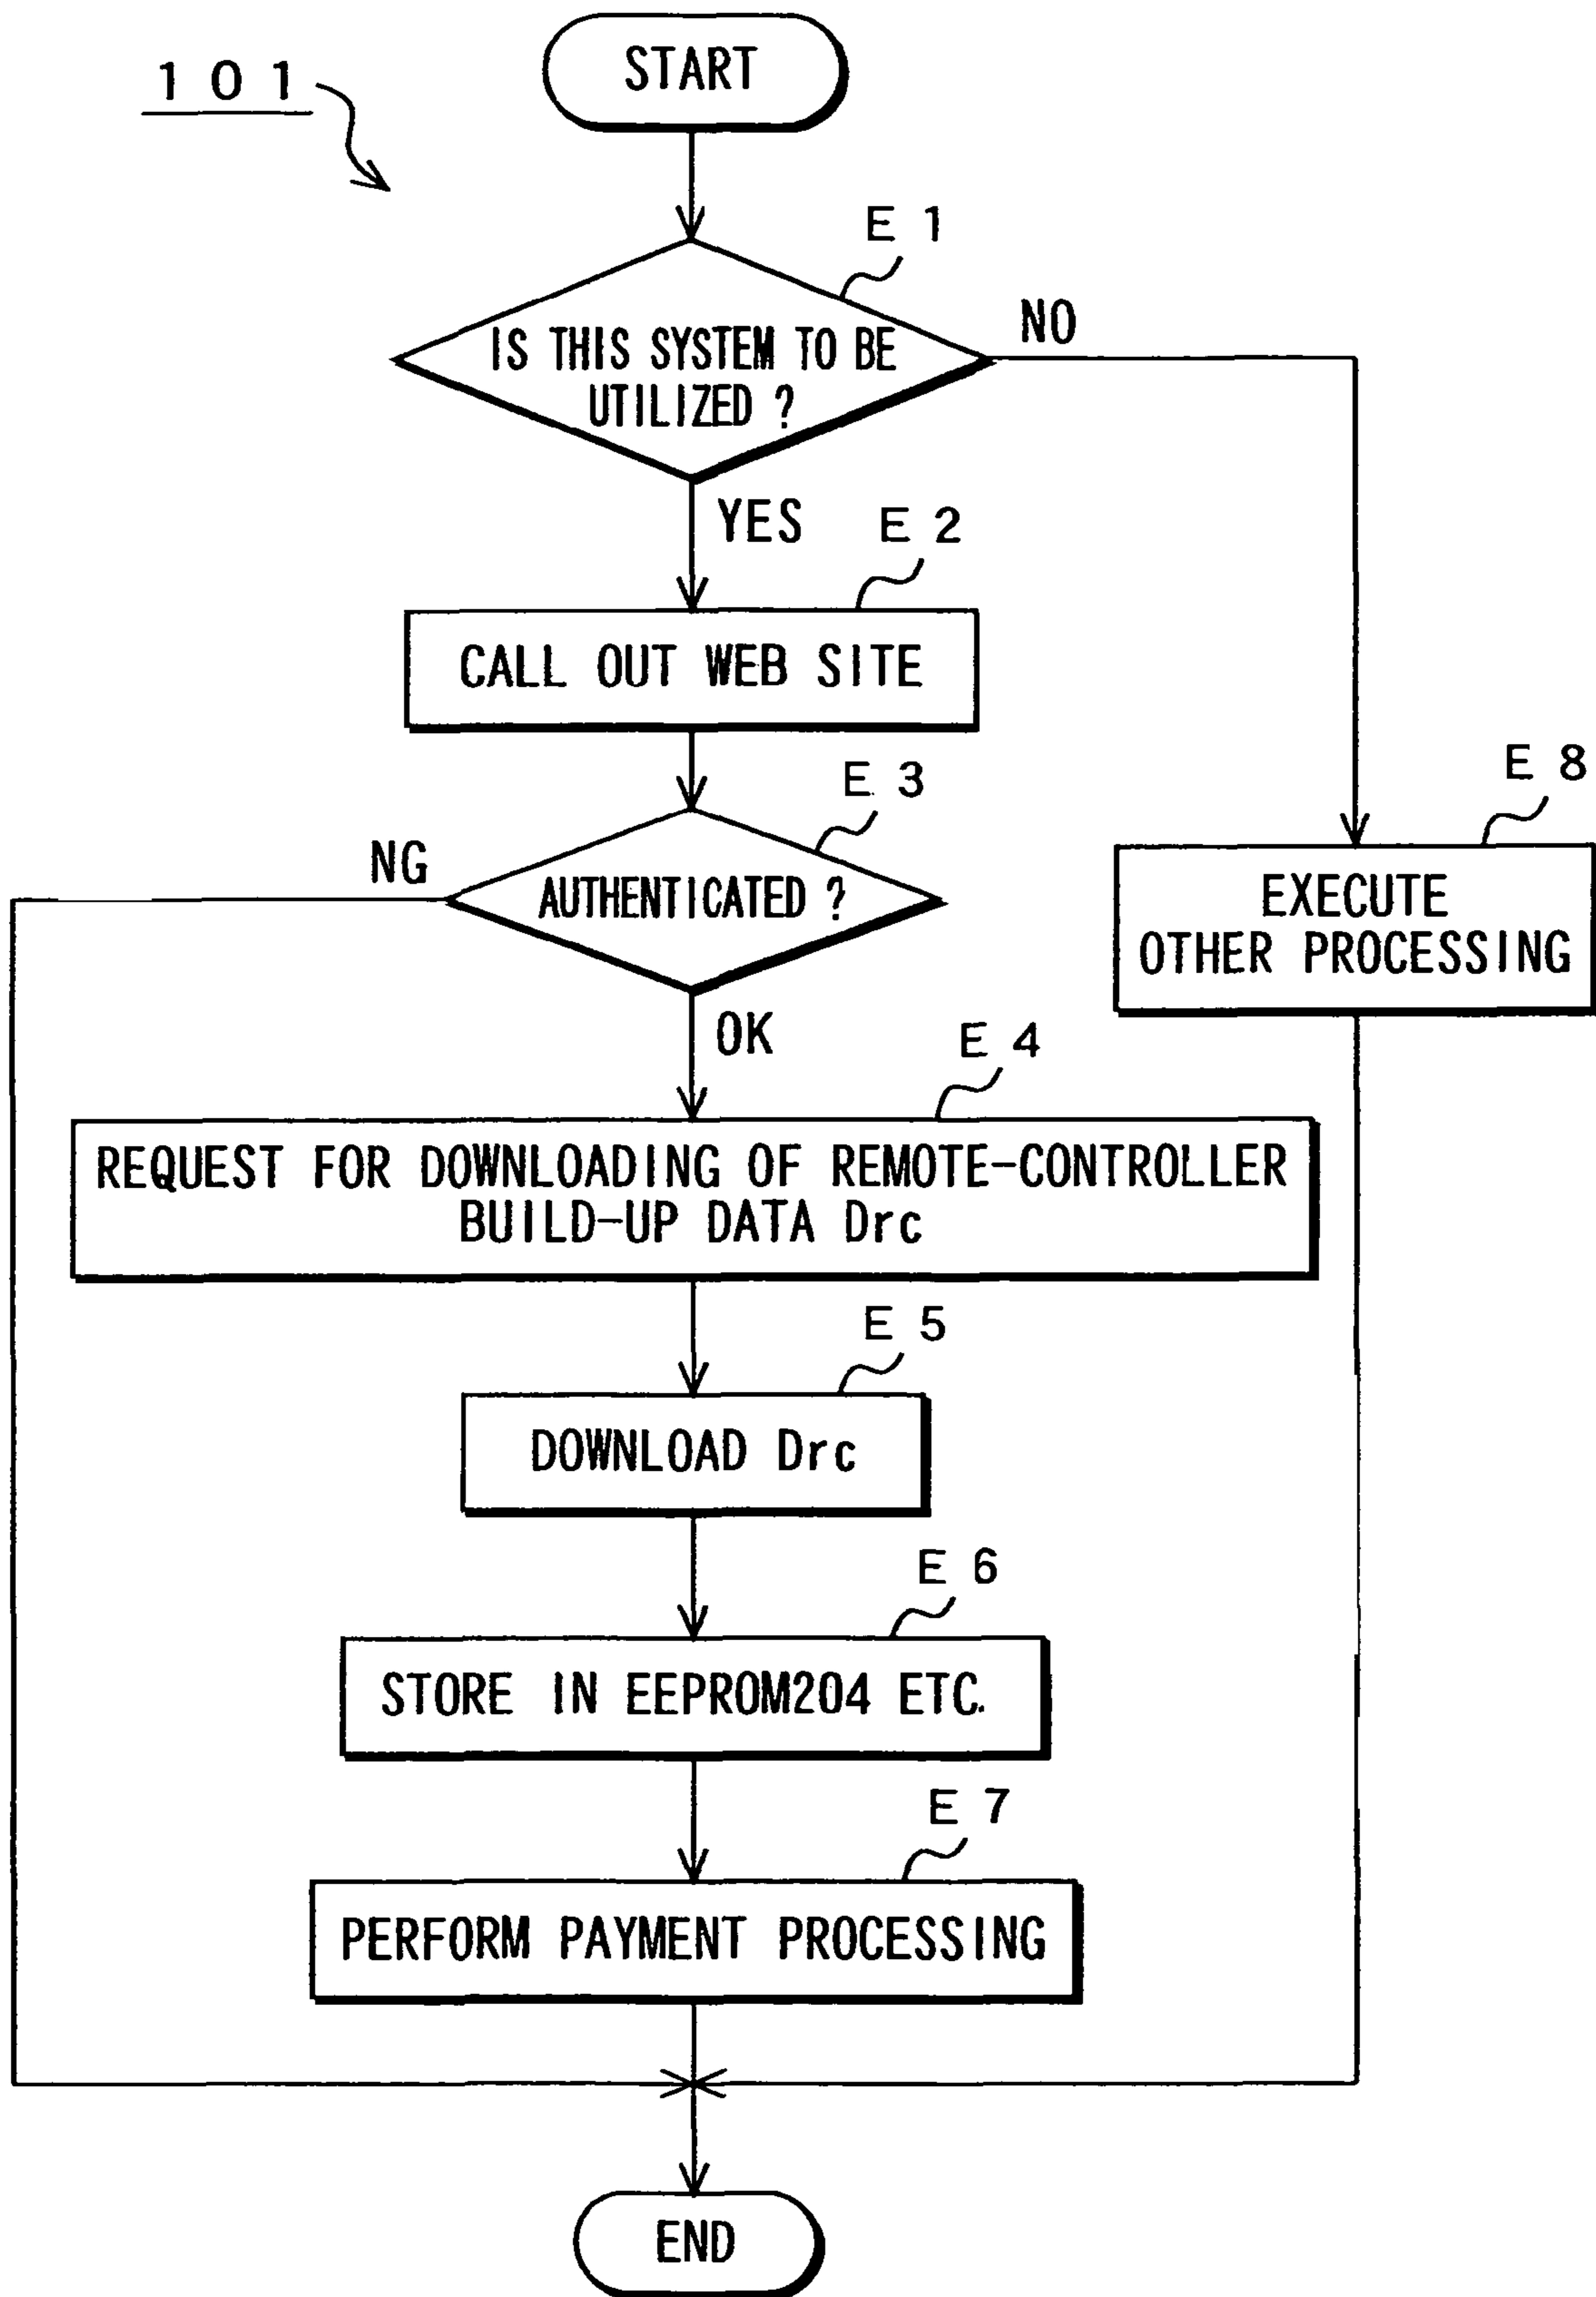 START
101
E1
IS THIS SYSTEM TO BE
UTILIZED ?
NO
YES
E2
CALL OUT WEB SITE
E3
NG
AUTHENTICATED ?
E8
EXECUTE
OTHER PROCESSING
OK
E4
REQUEST FOR DOWNLOADING OF REMOTE-CONTROLLER
BUILD-UP DATA Drc
E5
DOWNLOAD Drc
E6
STORE IN EEPROM204 ETC.
E7
PERFORM PAYMENT PROCESSING
END